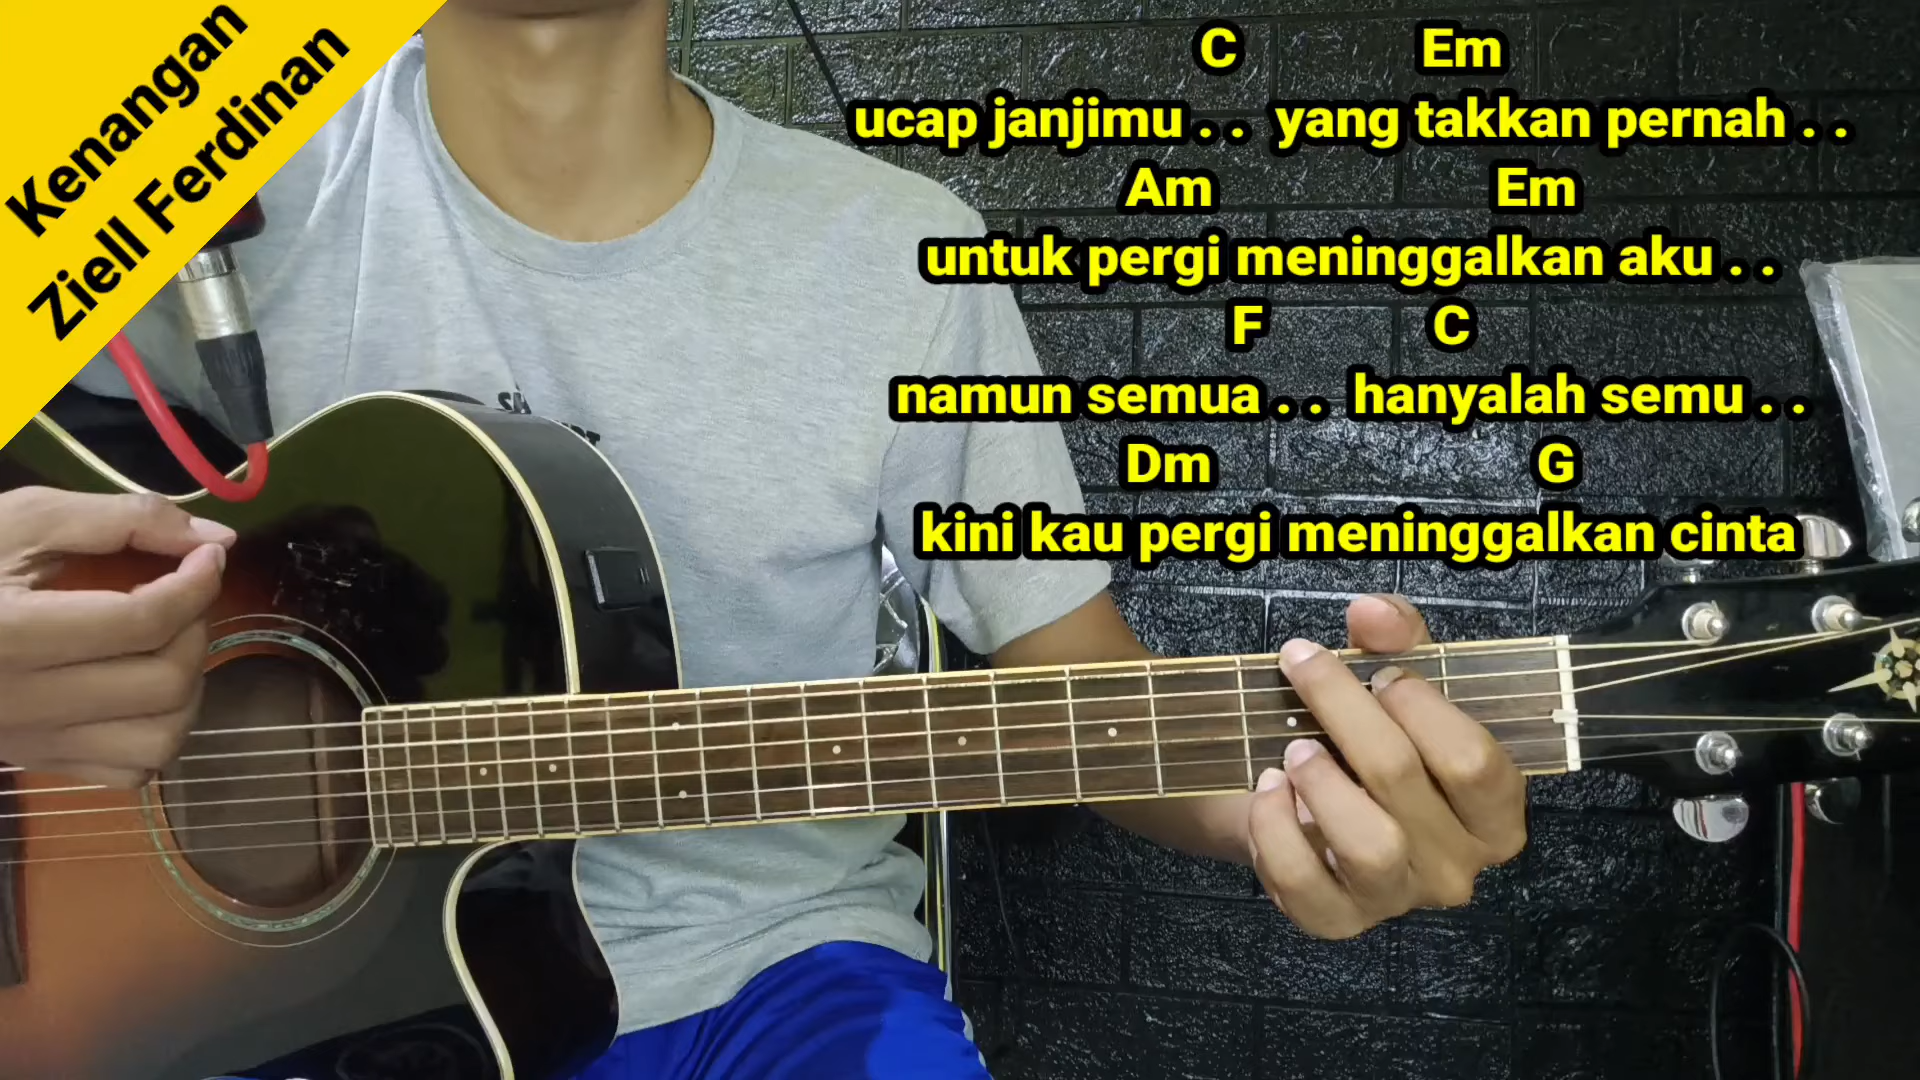 Kenangan
Ziell Ferdinan
C Em
ucap janjimu . . yang takkan pernah . .
Am Em
untuk pergi meninggalkan aku . .
F C
namun semua . . hanyalah semu . .
Dm G
kini kau pergi meninggalkan cinta